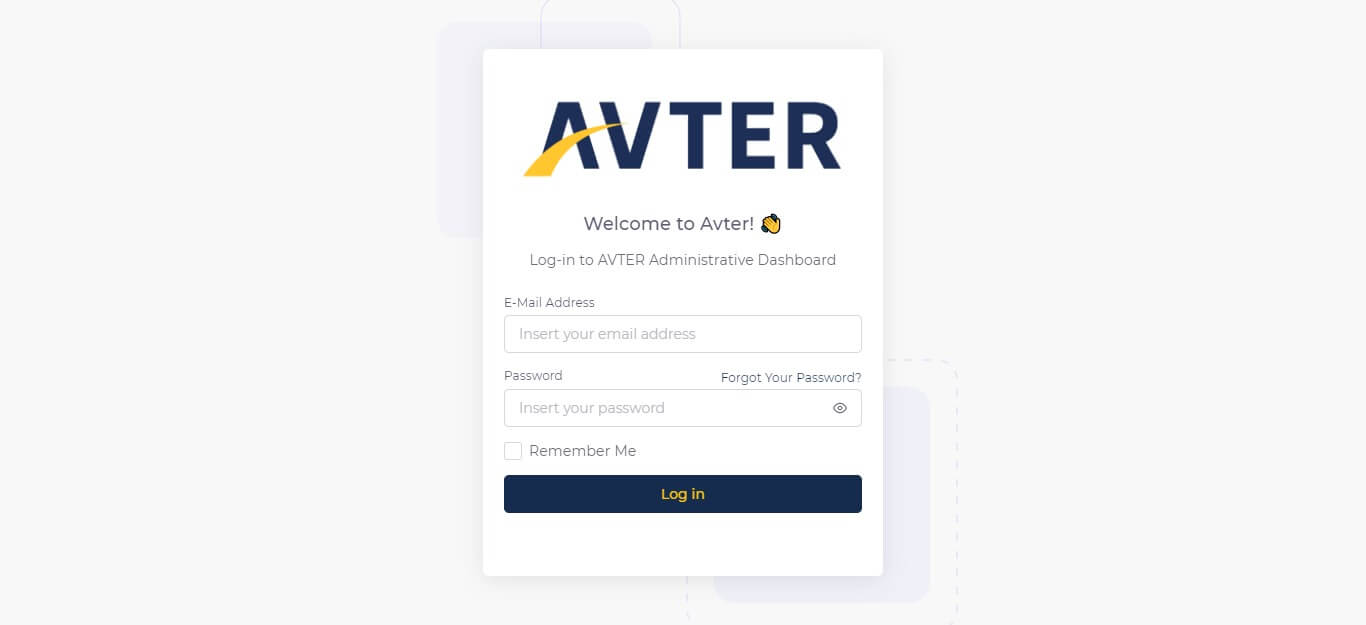 AVTER
Welcome to Avter!
Log-in to AVTER Administrative Dashboard
E-Mail Address
Insert your email address
Password
Forgot Your Password?
Insert your password
Remember Me
Log in